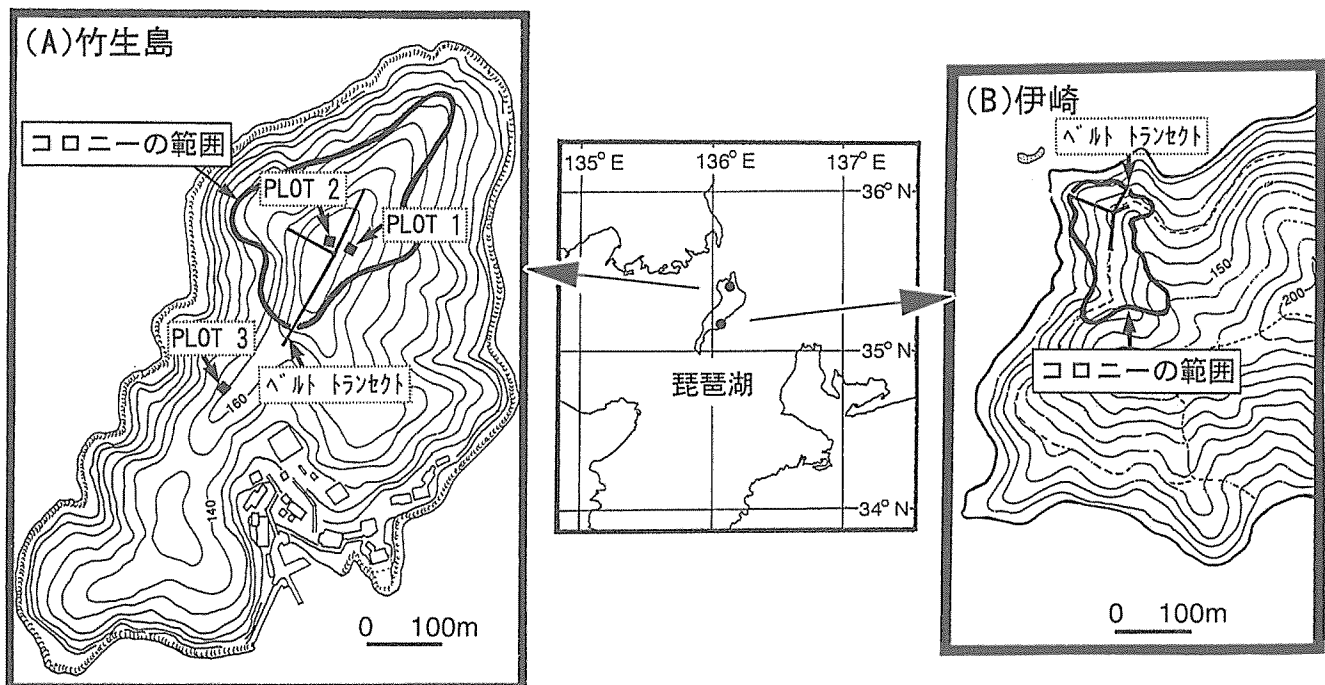 (A)竹生島
コロニーの範囲
PLOT 2
PLOT 1
PLOT 3
ベルト トランセクト
160
140
0 100m
135° E
136° E
137° E
36° N
35° N
34° N
琵琶湖
(B)伊崎
ベルト トランセクト
150
200
コロニーの範囲
0 100m